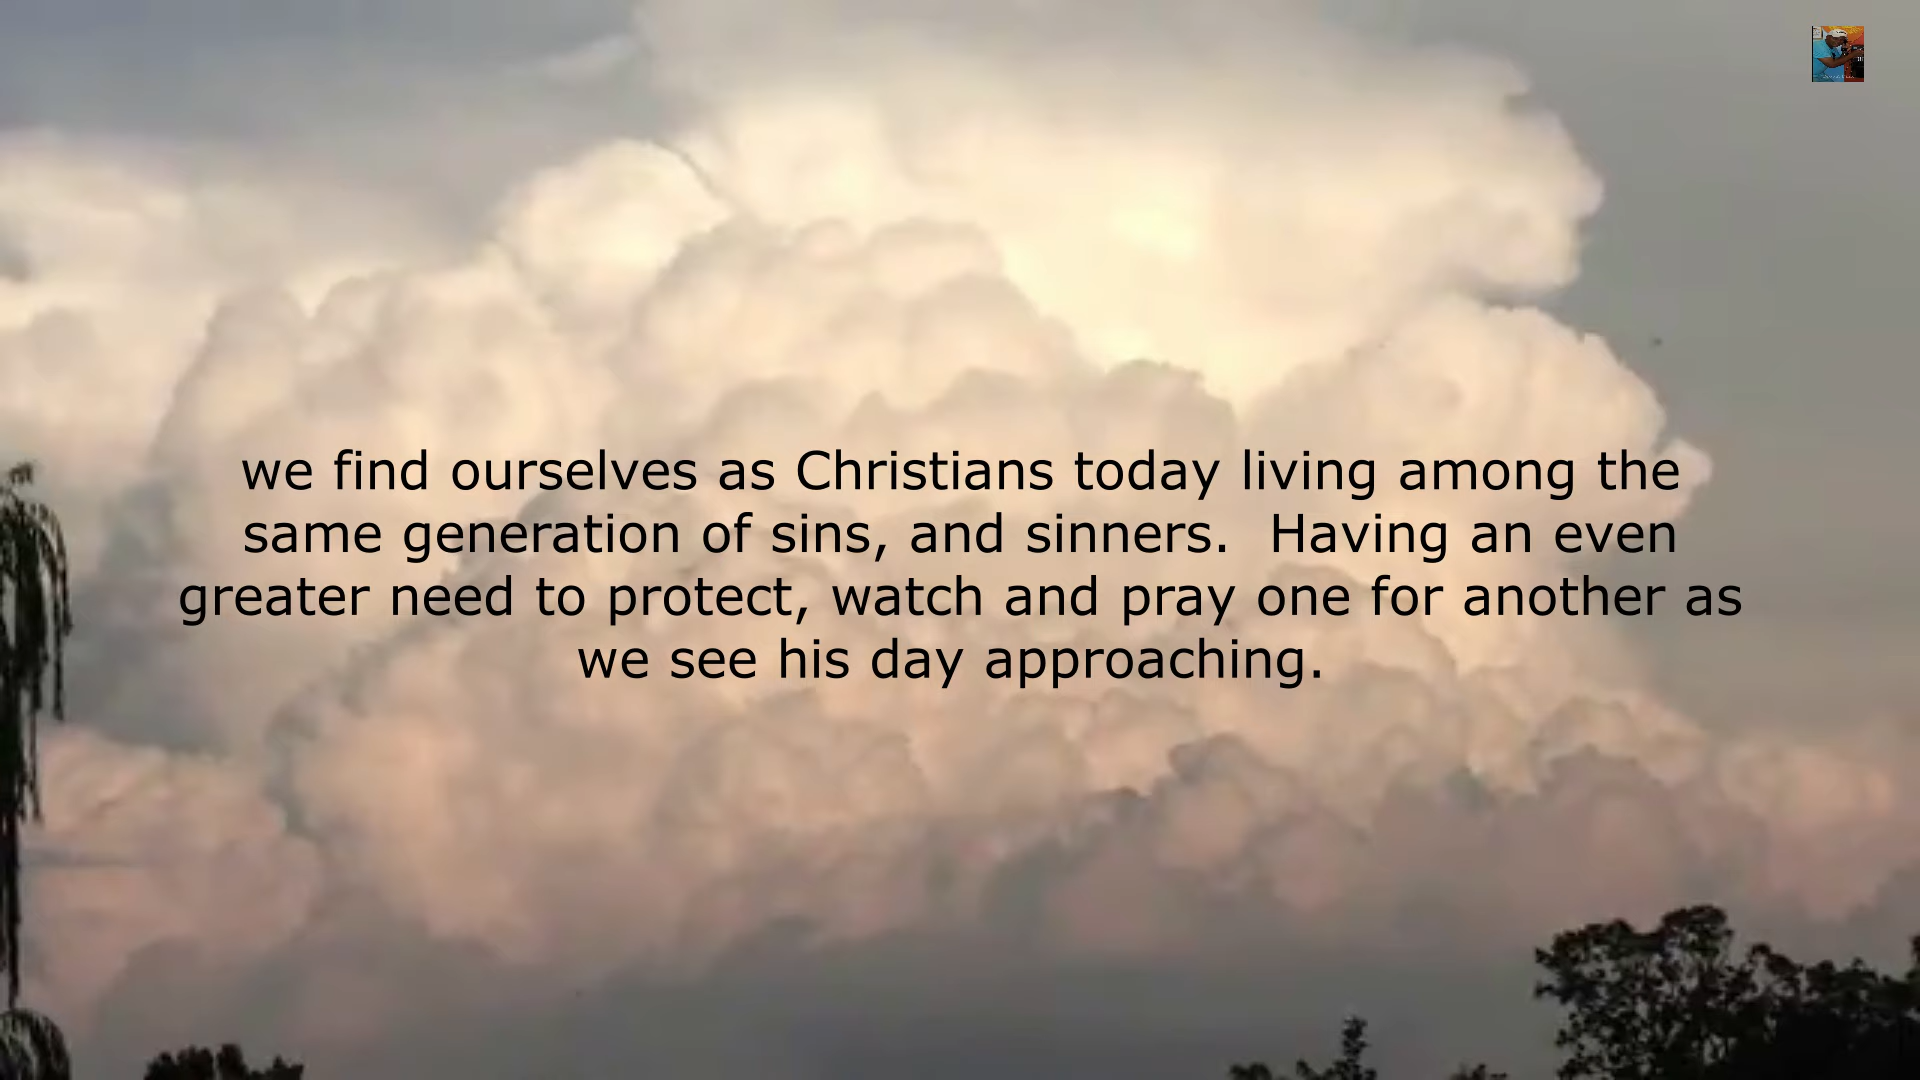 we find ourselves as Christians today living among the
same generation of sins, and sinners.  Having an even
greater need to protect, watch and pray one for another as
we see his day approaching.